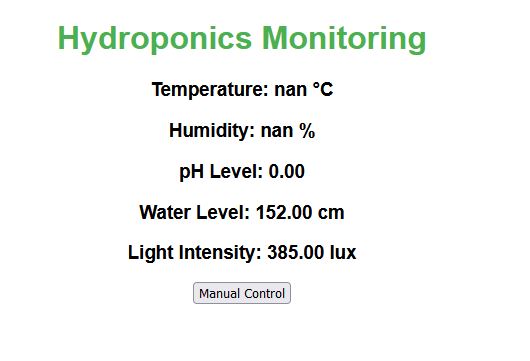 Hydroponics Monitoring
Temperature: nan °C
Humidity: nan %
pH Level: 0.00
Water Level: 152.00 cm
Light Intensity: 385.00 lux
Manual Control